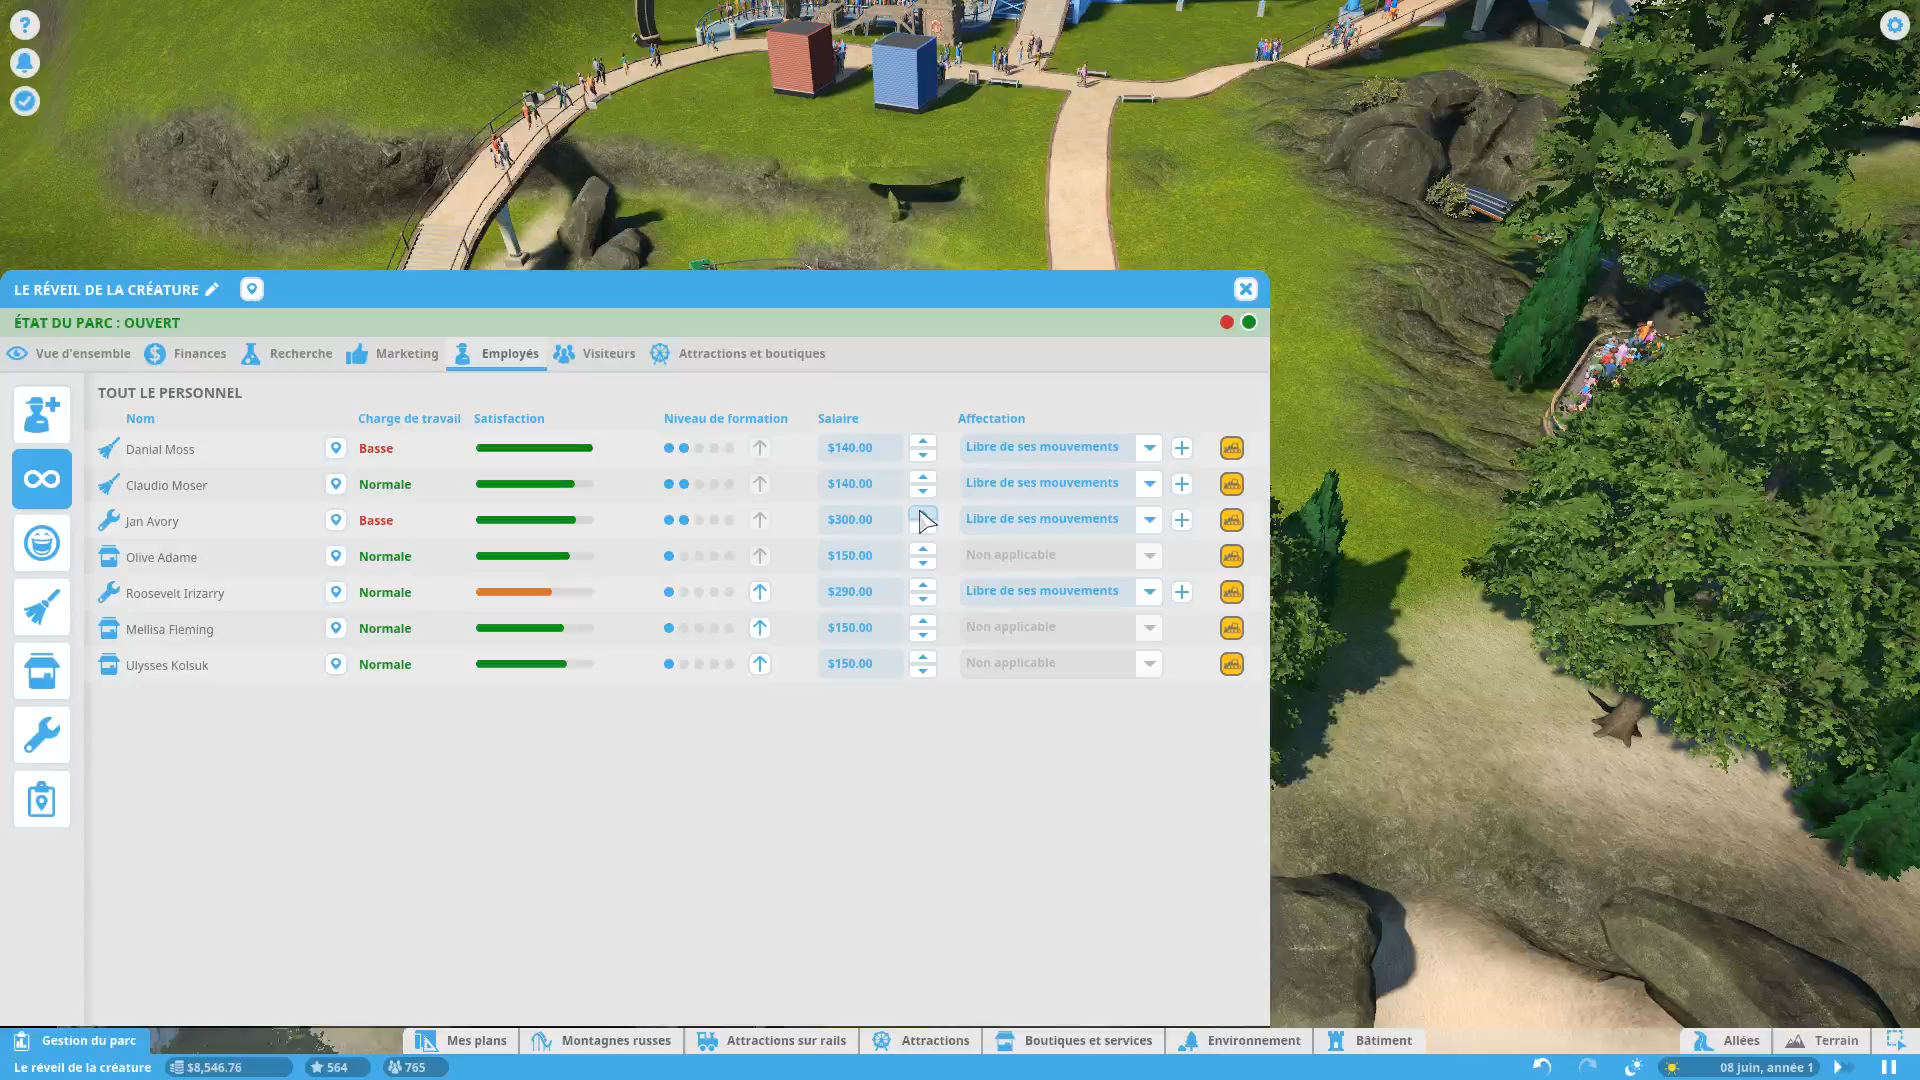 ?
LE RÉVEIL DE LA CRÉATURE
ÉTAT DU PARC : OUVERT
Vue d'ensemble Finances Recherche Marketing Employés Visiteurs Attractions et boutiques
TOUT LE PERSONNEL
Nom Charge de travail Satisfaction Niveau de formation Salaire Affectation
Danial Moss Basse $140.00 Libre de ses mouvements
Claudio Moser Normale $140.00 Libre de ses mouvements
Jan Avory Basse $300.00 Libre de ses mouvements
Olive Adame Normale $150.00 Non applicable
Roosevelt Irizarry Normale $290.00 Libre de ses mouvements
Mellisa Fleming Normale $150.00 Non applicable
Ulysses Kolsuk Normale $150.00 Non applicable
Gestion du parc Mes plans Montagnes russes Attractions sur rails Attractions Boutiques et services Environnement Bâtiment Allées Terrain
Le réveil de la créature $8,546.76 564 765 08 juin, année 1